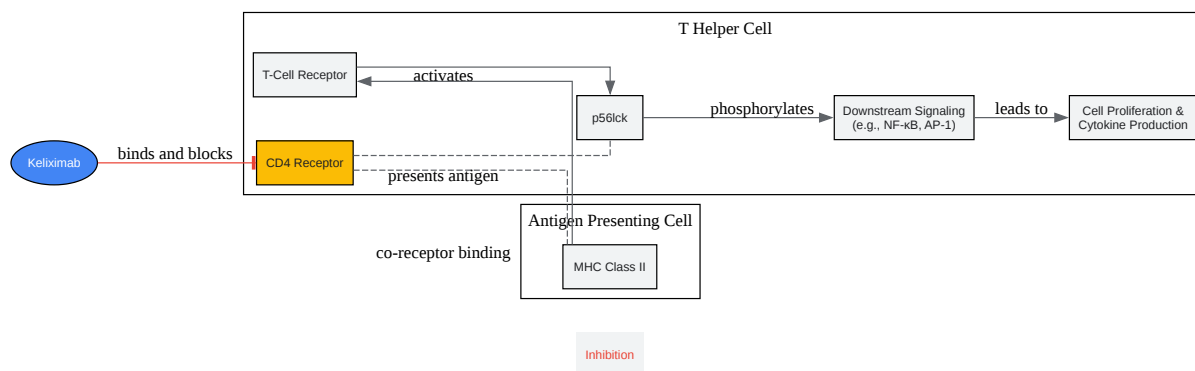 T Helper Cell
T-Cell Receptor
activates
p56lck
phosphorylates
Downstream Signaling
(e.g., NF-κB, AP-1)
leads to
Cell Proliferation &
Cytokine Production
Keliximab
binds and blocks
CD4 Receptor
presents antigen
Antigen Presenting Cell
co-receptor binding
MHC Class II
Inhibition